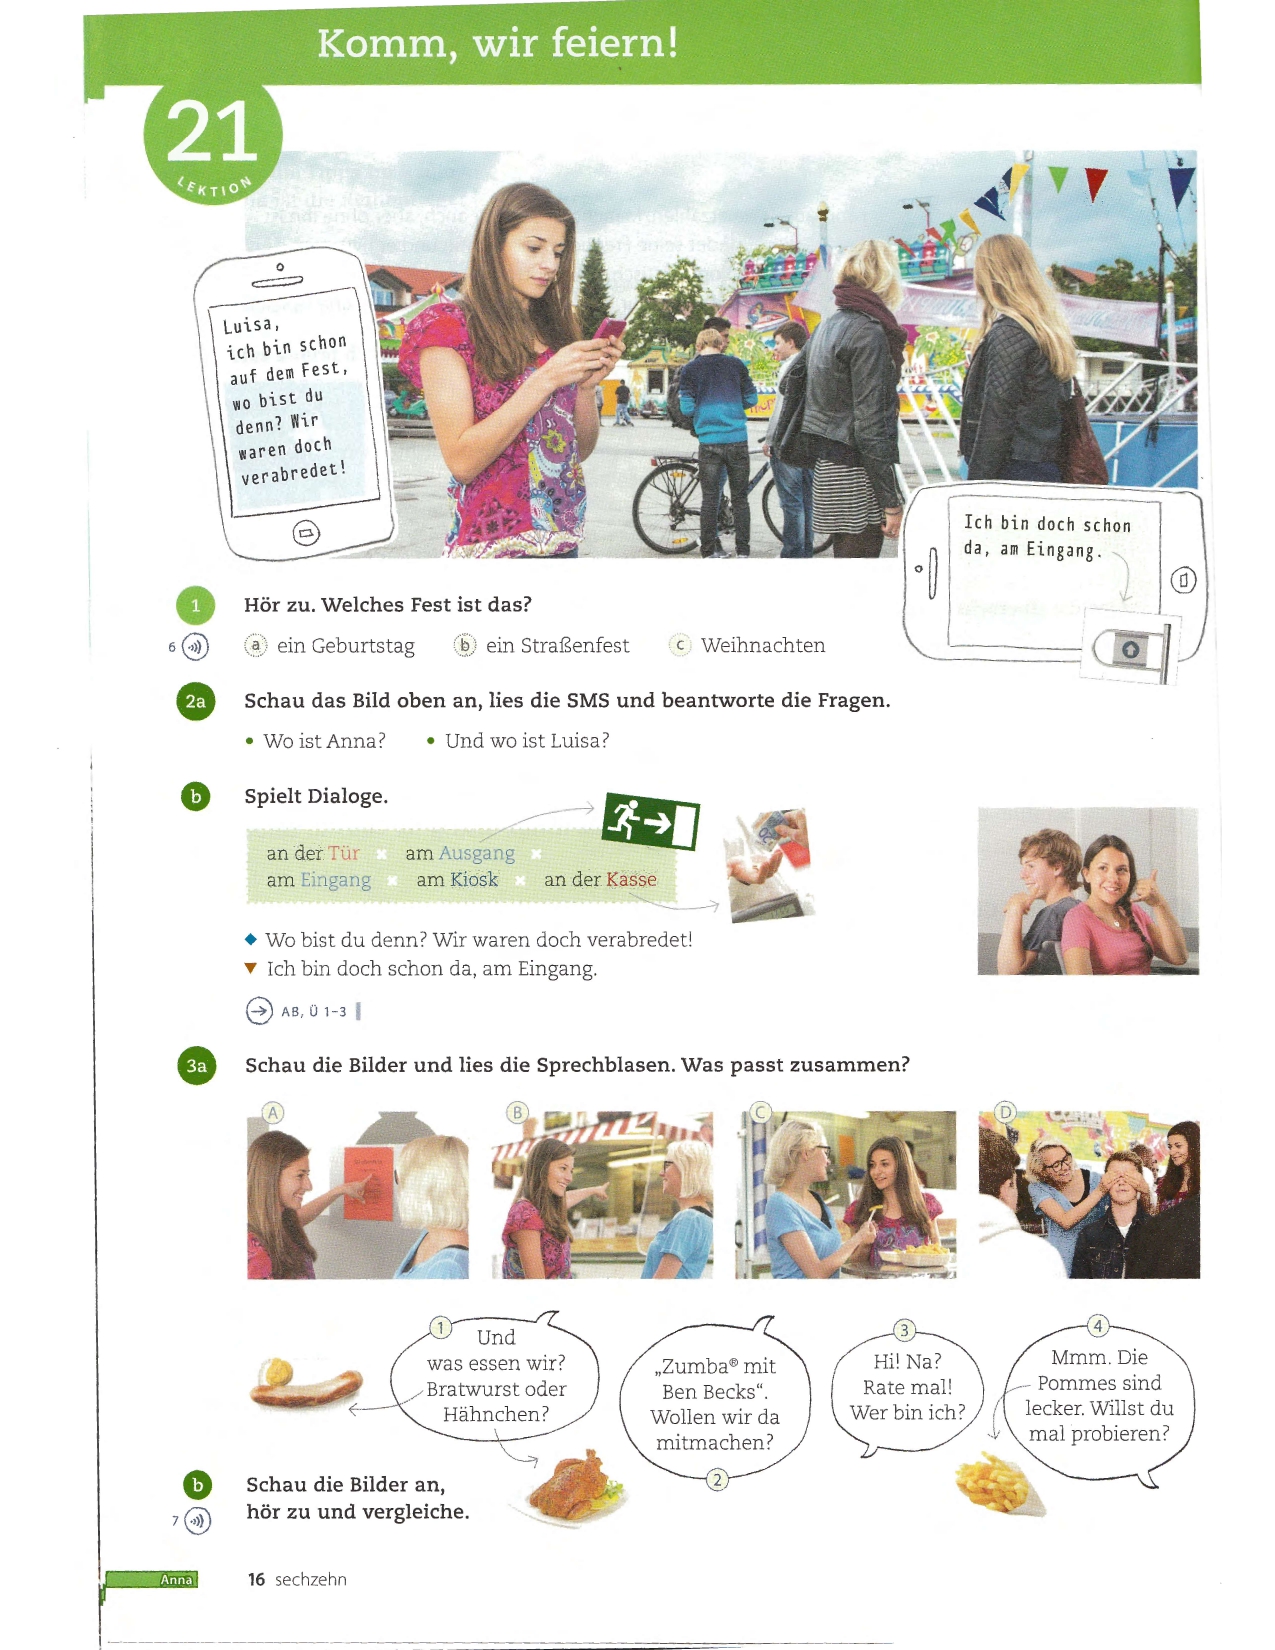 Komm, wir feiern!
21
LEKTION
Luisa,
ich bin schon
auf dem Fest,
wo bist du
denn? Wir
waren doch
verabredet!
Ich bin doch schon
da, am Eingang.
1 Hör zu. Welches Fest ist das?
6 a ein Geburtstag b ein Straßenfest c Weihnachten
2a Schau das Bild oben an, lies die SMS und beantworte die Fragen.
• Wo ist Anna? • Und wo ist Luisa?
b Spielt Dialoge.
an der Tür × am Ausgang ×
am Eingang × am Kiosk × an der Kasse
◆ Wo bist du denn? Wir waren doch verabredet!
▼ Ich bin doch schon da, am Eingang.
AB, Ü 1–3
3a Schau die Bilder und lies die Sprechblasen. Was passt zusammen?
A B C D
1 Und
was essen wir?
Bratwurst oder
Hähnchen?
„Zumba® mit
Ben Becks“.
Wollen wir da
mitmachen?
2
3
Hi! Na?
Rate mal!
Wer bin ich?
4
Mmm. Die
Pommes sind
lecker. Willst du
mal probieren?
b Schau die Bilder an,
7 hör zu und vergleiche.
Anna 16 sechzehn